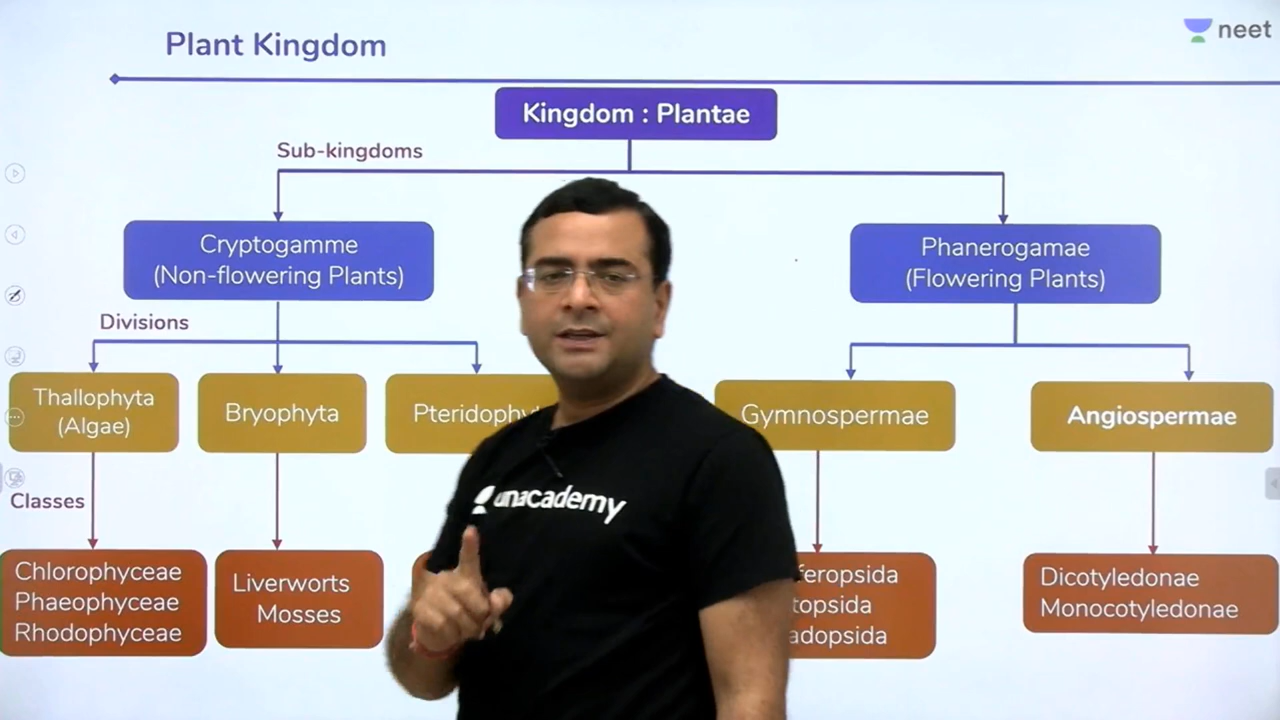 Plant Kingdom
neet
Kingdom : Plantae
Sub-kingdoms
Cryptogamme
(Non-flowering Plants)
Phanerogamae
(Flowering Plants)
Divisions
Thallophyta
(Algae)
Bryophyta
Gymnospermae
Angiospermae
unacademy
Classes
Chlorophyceae
Phaeophyceae
Rhodophyceae
Liverworts
Mosses
Dicotyledonae
Monocotyledonae